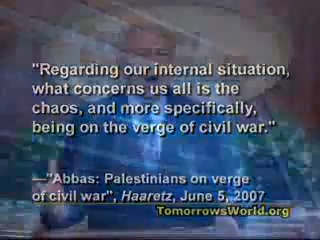 "Regarding our internal situation,
what concerns us all is the
chaos, and more specifically,
being on the verge of civil war."
—"Abbas: Palestinians on verge
of civil war", Haaretz, June 5, 2007
TomorrowsWorld.org